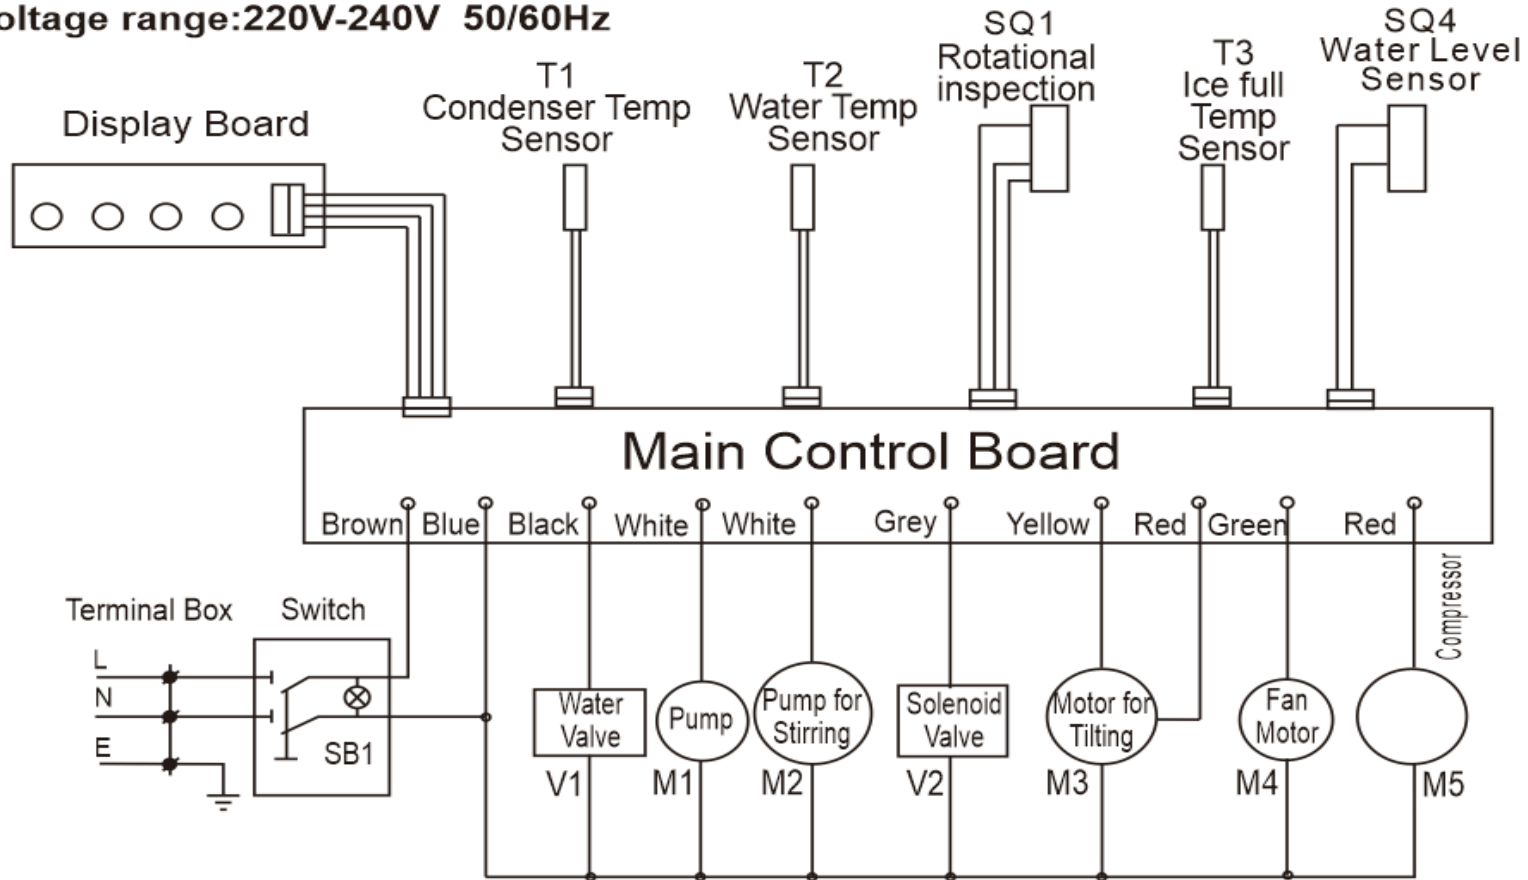 oltage range:220V-240V 50/60Hz
Display Board
T1
Condenser Temp
Sensor
T2
Water Temp
Sensor
SQ1
Rotational
inspection
T3
Ice full
Temp
Sensor
SQ4
Water Level
Sensor
Main Control Board
Brown
Blue
Black
White
White
Grey
Yellow
Red
Green
Red
Terminal Box
Switch
L
N
E
SB1
Water
Valve
V1
Pump
M1
Pump for
Stirring
M2
Solenoid
Valve
V2
Motor for
Tilting
M3
Fan
Motor
M4
Compressor
M5